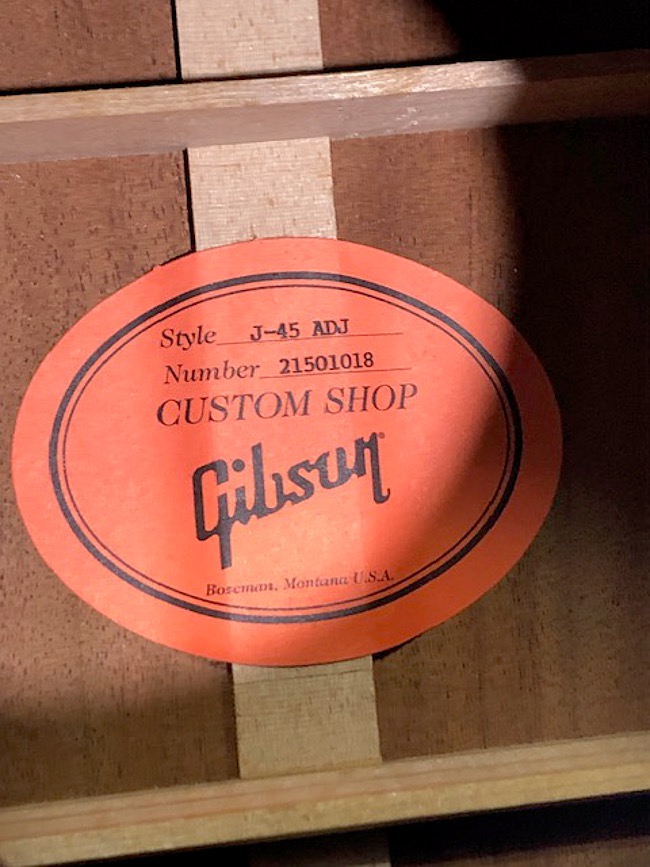 Style J-45 ADJ
Number 21501018
CUSTOM SHOP
Gibson
Bozeman, Montana U.S.A.